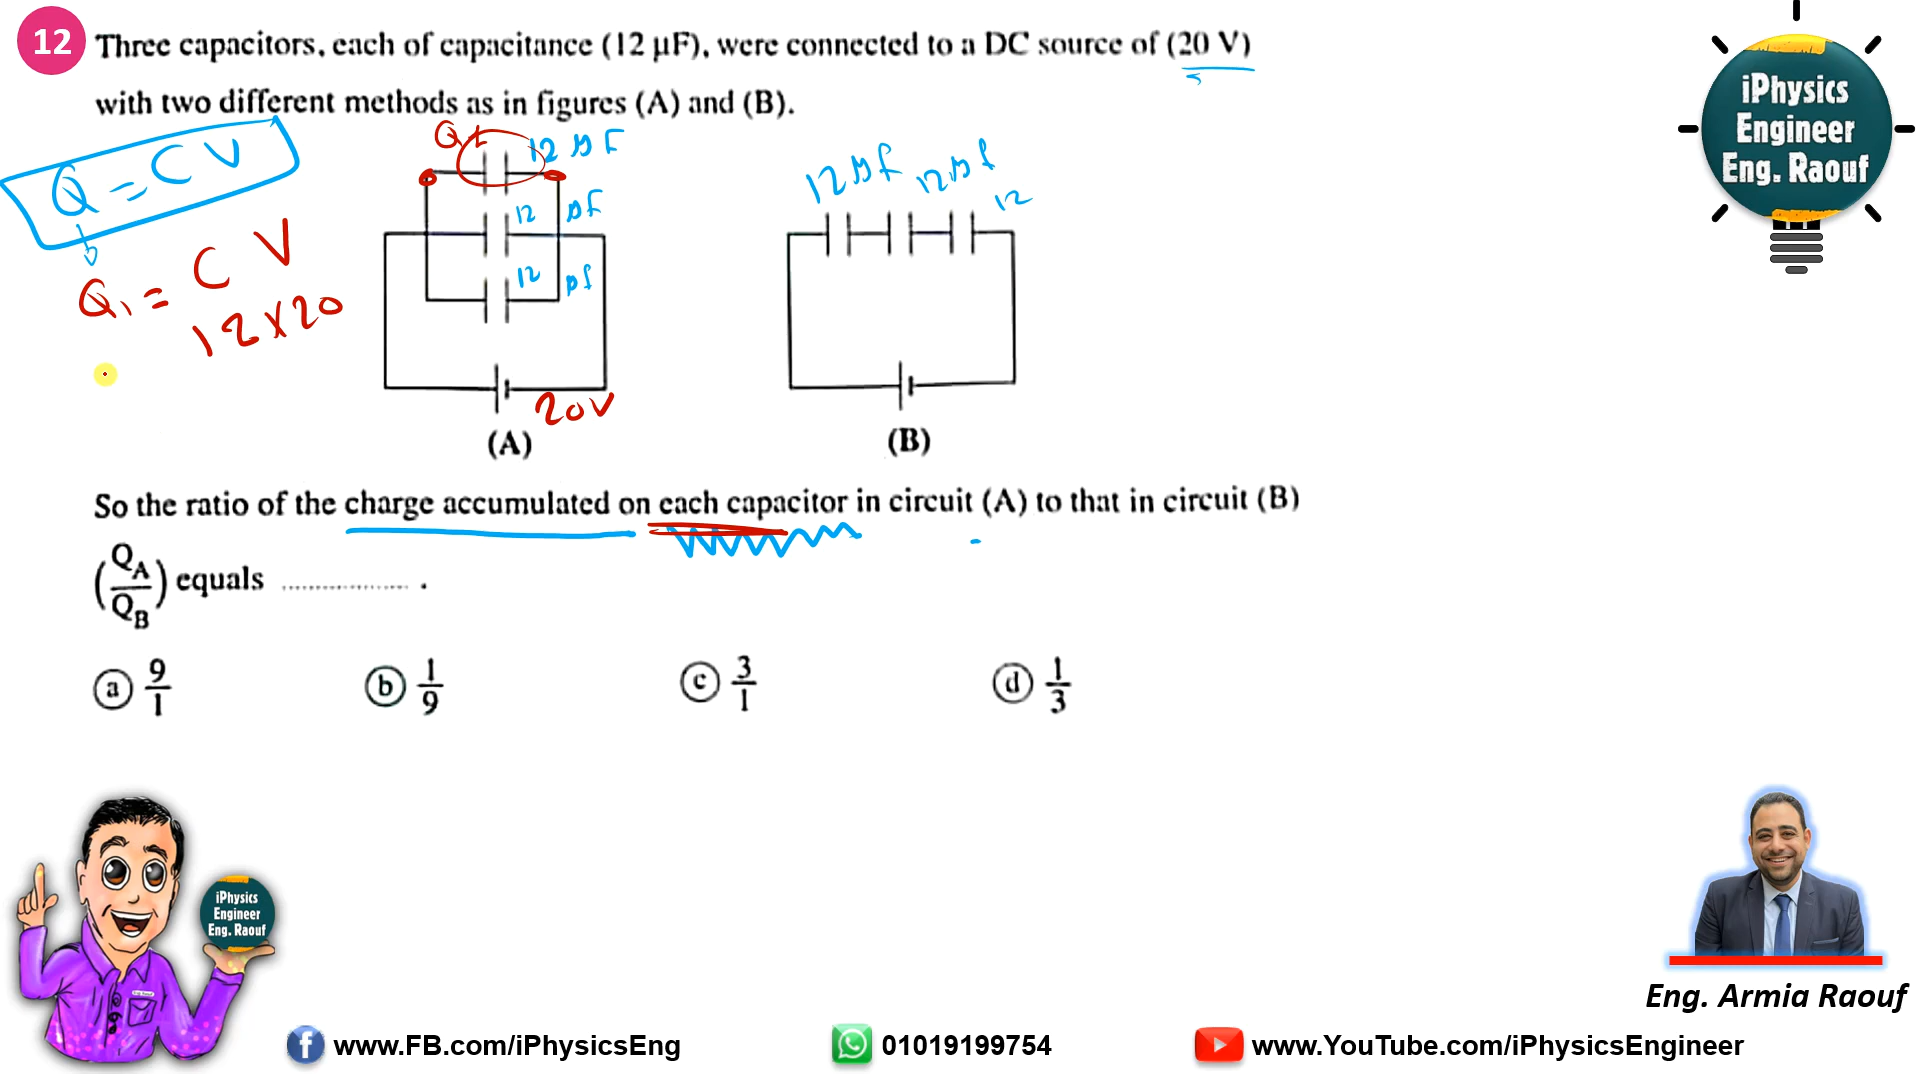 12 Three capacitors, each of capacitance (12 μF), were connected to a DC source of (20 V)
with two different methods as in figures (A) and (B).
Q = C V
Q₁ = C V
12 x 20
12 μF
12 μF
12 μf
20V
(A)
12 μf 12 μf 12
(B)
So the ratio of the charge accumulated on each capacitor in circuit (A) to that in circuit (B)
(Q_A/Q_B) equals .................. .
(a) 9/1 (b) 1/9 (c) 3/1 (d) 1/3
iPhysics
Engineer
Eng. Raouf
iPhysics
Engineer
Eng. Raouf
Eng. Armia Raouf
www.FB.com/iPhysicsEng 01019199754 www.YouTube.com/iPhysicsEngineer